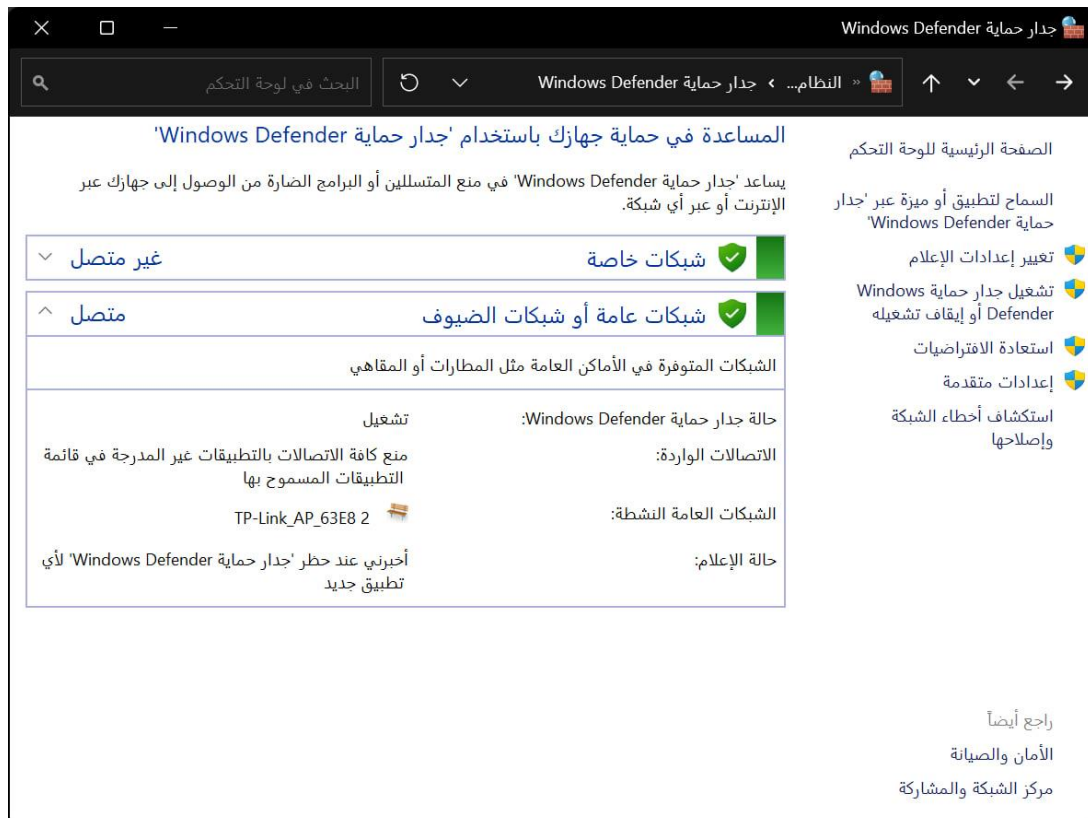 جدار حماية Windows Defender
النظام... › جدار حماية Windows Defender
البحث في لوحة التحكم
الصفحة الرئيسية للوحة التحكم
السماح لتطبيق أو ميزة عبر 'جدار
حماية Windows Defender'
تغيير إعدادات الإعلام
تشغيل جدار حماية Windows
Defender أو إيقاف تشغيله
استعادة الافتراضيات
إعدادات متقدمة
استكشاف أخطاء الشبكة
وإصلاحها
المساعدة في حماية جهازك باستخدام 'جدار حماية Windows Defender'
يساعد 'جدار حماية Windows Defender' في منع المتسللين أو البرامج الضارة من الوصول إلى جهازك عبر
الإنترنت أو عبر أي شبكة.
شبكات خاصة غير متصل
شبكات عامة أو شبكات الضيوف متصل
الشبكات المتوفرة في الأماكن العامة مثل المطارات أو المقاهي
حالة جدار حماية Windows Defender: تشغيل
الاتصالات الواردة: منع كافة الاتصالات بالتطبيقات غير المدرجة في قائمة
التطبيقات المسموح بها
الشبكات العامة النشطة: TP-Link_AP_63E8 2
حالة الإعلام: أخبرني عند حظر 'جدار حماية Windows Defender' لأي
تطبيق جديد
راجع أيضاً
الأمان والصيانة
مركز الشبكة والمشاركة